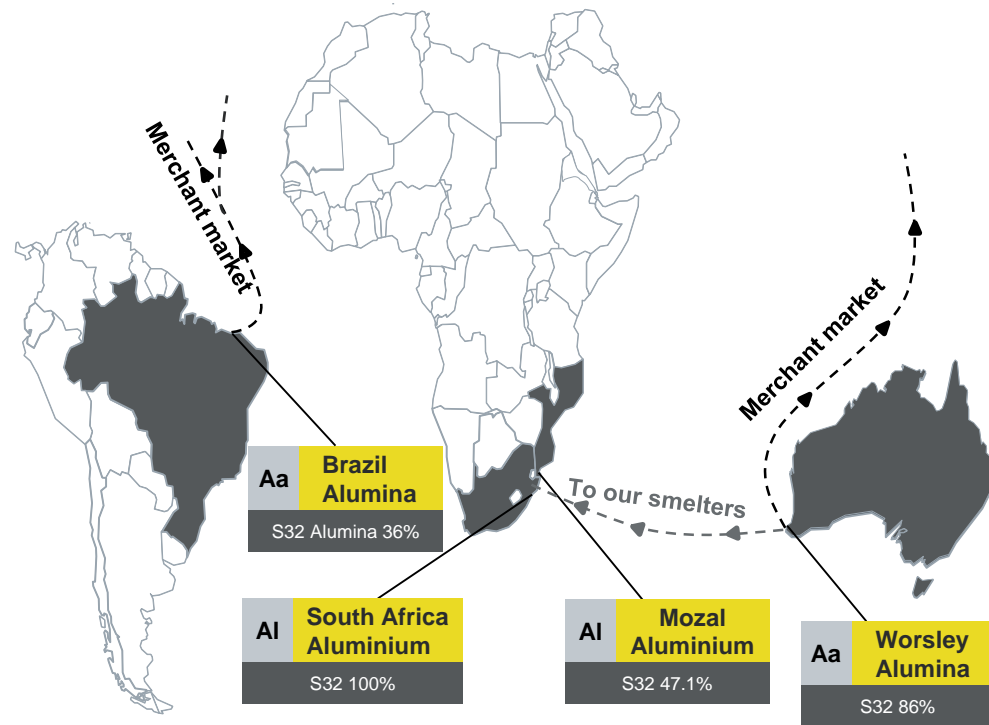 Merchant market
Merchant market
To our smelters
Aa
Brazil
Alumina
S32 Alumina 36%
Al
South Africa
Aluminium
S32 100%
Al
Mozal
Aluminium
S32 47.1%
Aa
Worsley
Alumina
S32 86%